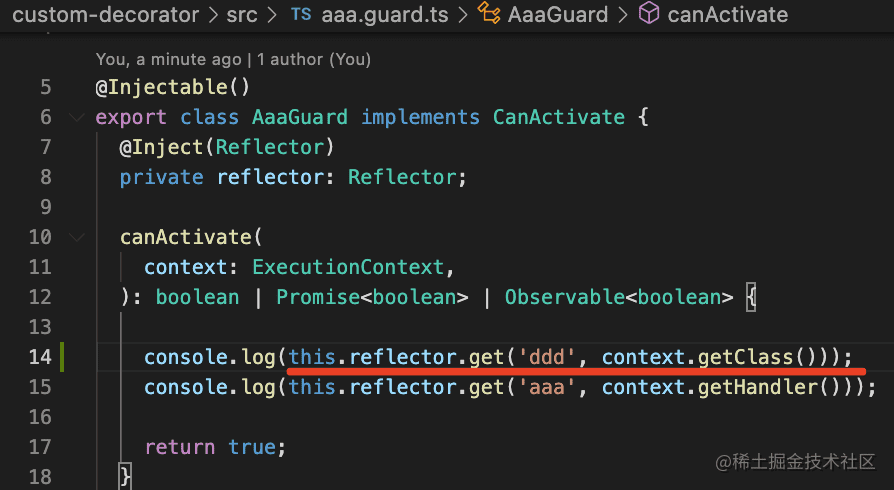 custom-decorator > src > TS aaa.guard.ts > AaaGuard > canActivate
You, a minute ago | 1 author (You)
5 @Injectable()
6 export class AaaGuard implements CanActivate {
7 @Inject(Reflector)
8 private reflector: Reflector;
9
10 canActivate(
11 context: ExecutionContext,
12 ): boolean | Promise<boolean> | Observable<boolean> {
13
14 console.log(this.reflector.get('ddd', context.getClass()));
15 console.log(this.reflector.get('aaa', context.getHandler()));
16
17 return true;
18 }
@稀土掘金技术社区